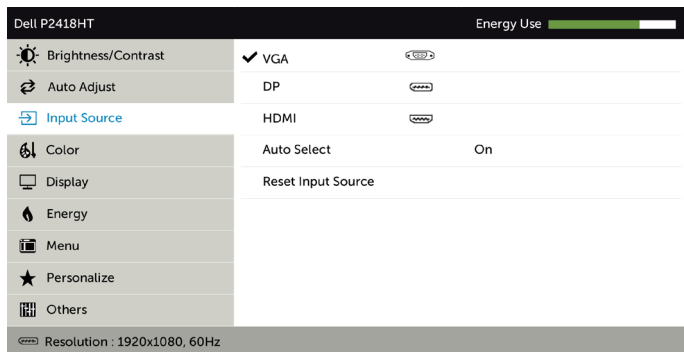 Dell P2418HT Energy Use
Brightness/Contrast
Auto Adjust
Input Source
Color
Display
Energy
Menu
Personalize
Others
VGA
DP
HDMI
Auto Select On
Reset Input Source
Resolution : 1920x1080, 60Hz